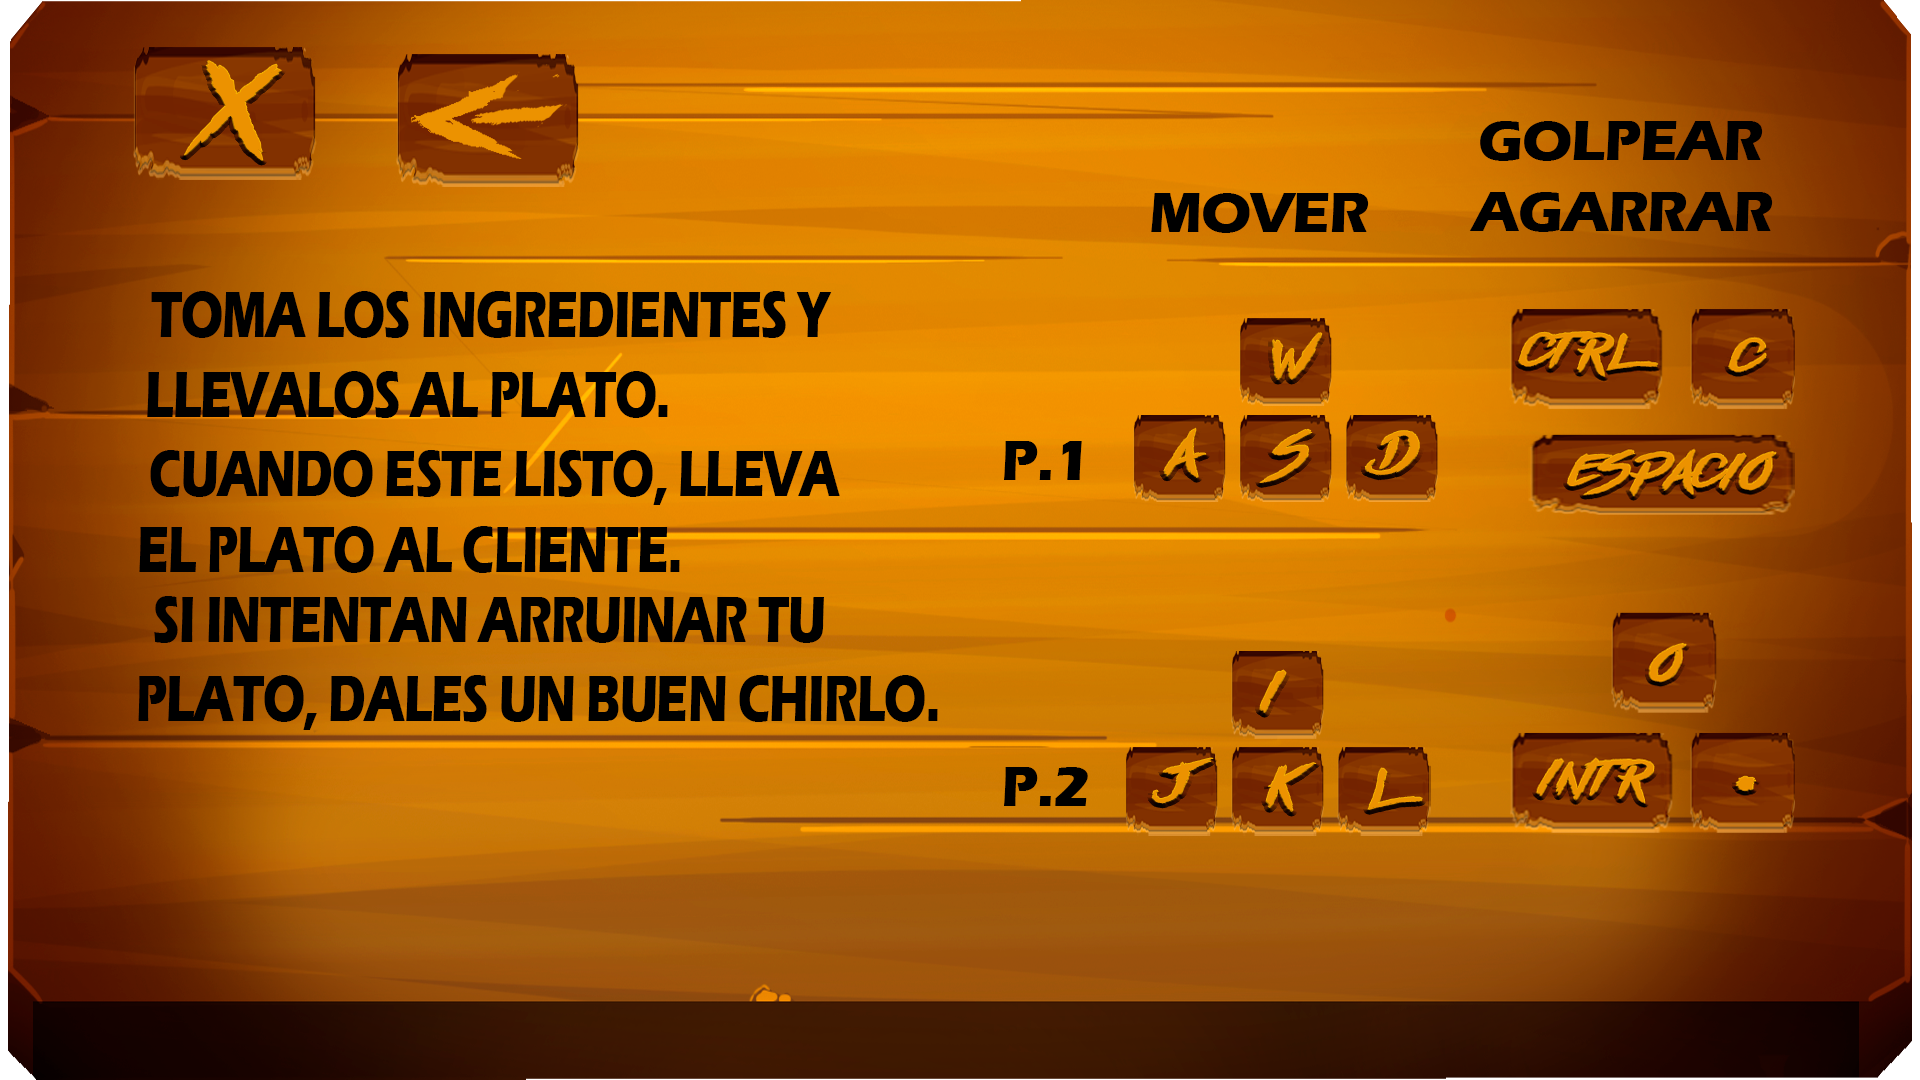 X
GOLPEAR
MOVER AGARRAR
TOMA LOS INGREDIENTES Y
LLEVALOS AL PLATO.
CUANDO ESTE LISTO, LLEVA
EL PLATO AL CLIENTE.
SI INTENTAN ARRUINAR TU
PLATO, DALES UN BUEN CHIRLO.
W CTRL C
P.1 A S D ESPACIO
I O
P.2 J K L INTR .